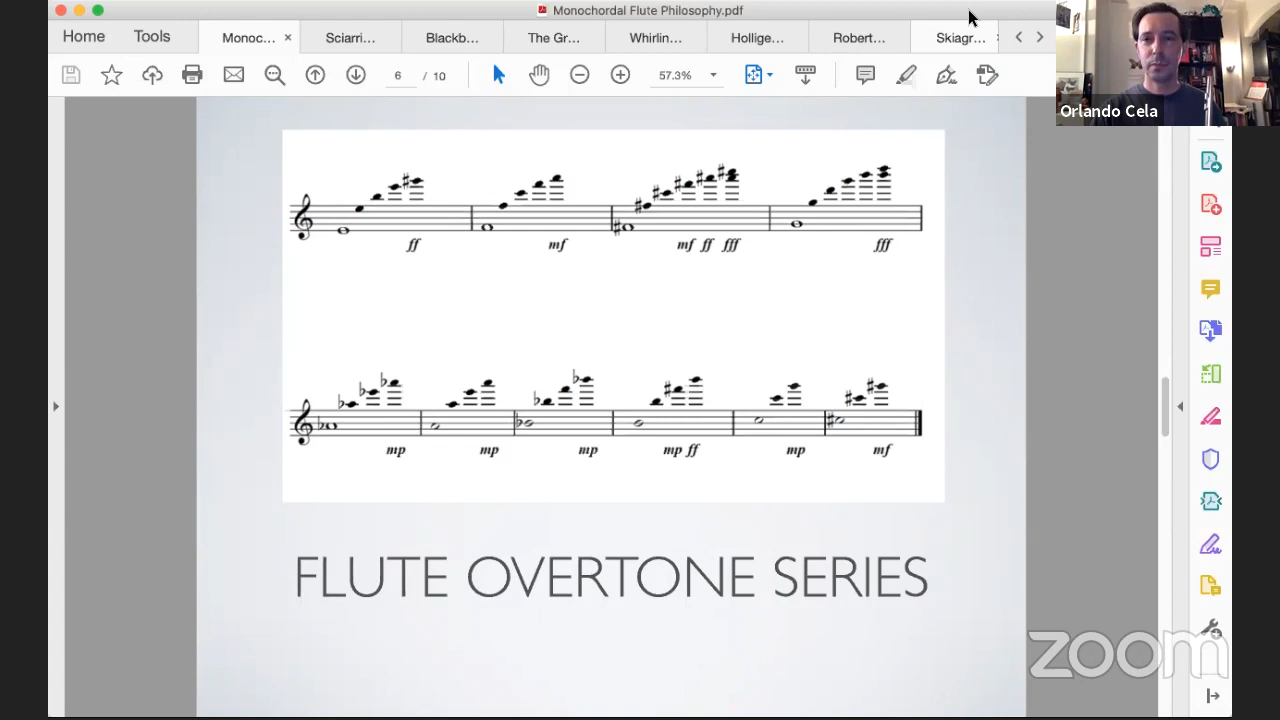 Monochordal Flute Philosophy.pdf
Home Tools Monoc... × Sciarri... Blackb... The Gr... Whirlin... Hollige... Robert... Skiagr...
6 / 10 57.3%
Orlando Cela
ff mf mf ff fff fff
mp mp mp mp ff mp mf
FLUTE OVERTONE SERIES
zoom